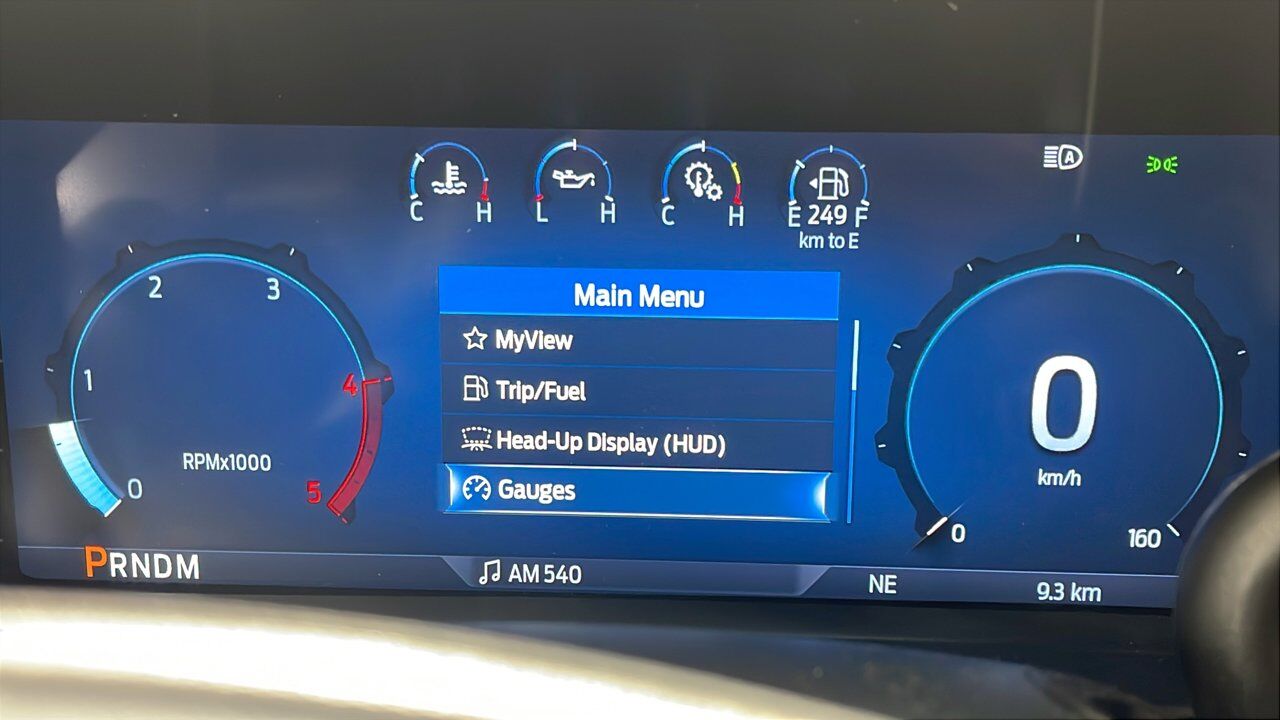 C H
L H
C H
E 249 F
km to E
A
0
1
2
3
4
5
RPMx1000
Main Menu
MyView
Trip/Fuel
Head-Up Display (HUD)
Gauges
0
km/h
0
160
PRNDM
AM 540
NE
9.3 km